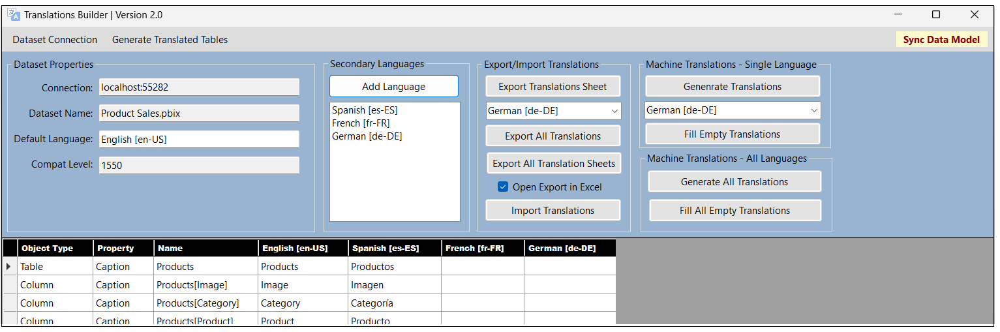 Translations Builder | Version 2.0
Dataset Connection Generate Translated Tables Sync Data Model
Dataset Properties
Connection: localhost:55282
Dataset Name: Product Sales.pbix
Default Language: English [en-US]
Compat Level: 1550
Secondary Languages
Add Language
Spanish [es-ES]
French [fr-FR]
German [de-DE]
Export/Import Translations
Export Translations Sheet
German [de-DE]
Export All Translations
Export All Translation Sheets
Open Export in Excel
Import Translations
Machine Translations - Single Language
Genenrate Translations
German [de-DE]
Fill Empty Translations
Machine Translations - All Languages
Generate All Translations
Fill All Empty Translations
Object Type Property Name English [en-US] Spanish [es-ES] French [fr-FR] German [de-DE]
Table Caption Products Products Productos
Column Caption Products[Image] Image Imagen
Column Caption Products[Category] Category Categoría
Column Caption Products[Product] Product Producto